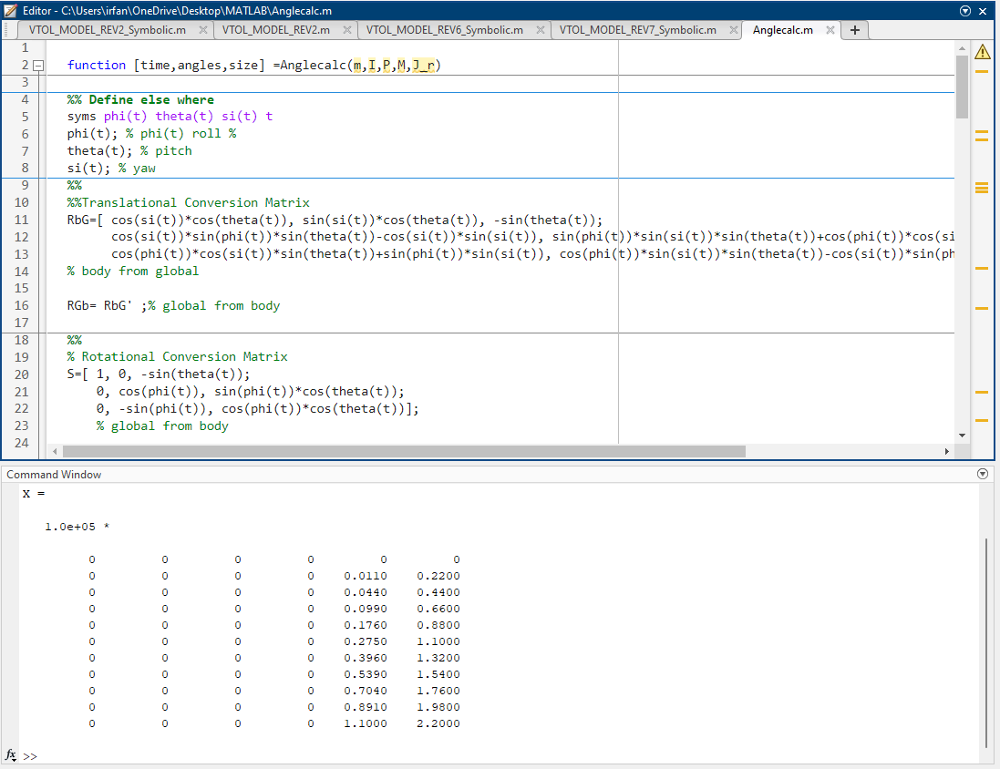 Editor - C:\Users\irfan\OneDrive\Desktop\MATLAB\Anglecalc.m
VTOL_MODEL_REV2_Symbolic.m VTOL_MODEL_REV2.m VTOL_MODEL_REV6_Symbolic.m VTOL_MODEL_REV7_Symbolic.m Anglecalc.m
1
2 function [time,angles,size] =Anglecalc(m,I,P,M,J_r)
3
4 %% Define else where
5 syms phi(t) theta(t) si(t) t
6 phi(t); % phi(t) roll %
7 theta(t); % pitch
8 si(t); % yaw
9 %%
10 %%Translational Conversion Matrix
11 RbG=[ cos(si(t))*cos(theta(t)), sin(si(t))*cos(theta(t)), -sin(theta(t));
12 cos(si(t))*sin(phi(t))*sin(theta(t))-cos(si(t))*sin(si(t)), sin(phi(t))*sin(si(t))*sin(theta(t))+cos(phi(t))*cos(si
13 cos(phi(t))*cos(si(t))*sin(theta(t))+sin(phi(t))*sin(si(t)), cos(phi(t))*sin(si(t))*sin(theta(t))-cos(si(t))*sin(ph
14 % body from global
15
16 RGb= RbG' ;% global from body
17
18 %%
19 % Rotational Conversion Matrix
20 S=[ 1, 0, -sin(theta(t));
21 0, cos(phi(t)), sin(phi(t))*cos(theta(t));
22 0, -sin(phi(t)), cos(phi(t))*cos(theta(t))];
23 % global from body
24
Command Window
X =
1.0e+05 *
0 0 0 0 0 0
0 0 0 0 0.0110 0.2200
0 0 0 0 0.0440 0.4400
0 0 0 0 0.0990 0.6600
0 0 0 0 0.1760 0.8800
0 0 0 0 0.2750 1.1000
0 0 0 0 0.3960 1.3200
0 0 0 0 0.5390 1.5400
0 0 0 0 0.7040 1.7600
0 0 0 0 0.8910 1.9800
0 0 0 0 1.1000 2.2000
fx >>